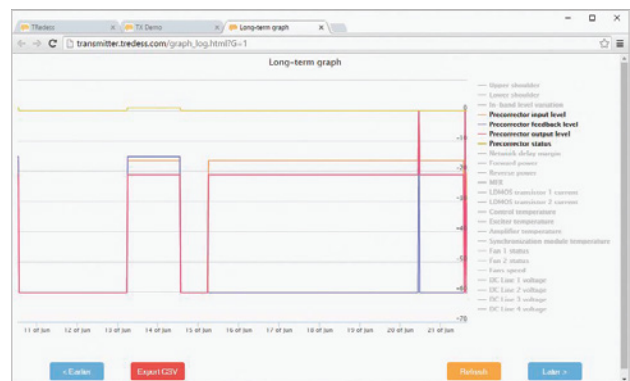 TRedess
TX Demo
Long-term graph
transmitter.tredess.com/graph_log.html?G=1
Long-term graph
Upper shoulder
Lower shoulder
In-band level variation
Precorrector input level
Precorrector feedback level
Precorrector output level
Precorrector status
Network delay margin
Forward power
Reverse power
MER
LDMOS transistor 1 current
LDMOS transistor 2 current
Control temperature
Exciter temperature
Amplifier temperature
Synchronization module temperature
Fan 1 status
Fan 2 status
Fans speed
DC Line 1 voltage
DC Line 2 voltage
DC Line 3 voltage
DC Line 4 voltage
0
-10
-20
-30
-40
-50
-60
-70
11 of Jun 12 of Jun 13 of Jun 14 of Jun 15 of Jun 16 of Jun 17 of Jun 18 of Jun 19 of Jun 20 of Jun 21 of Jun
< Earlier Export CSV Refresh Later >